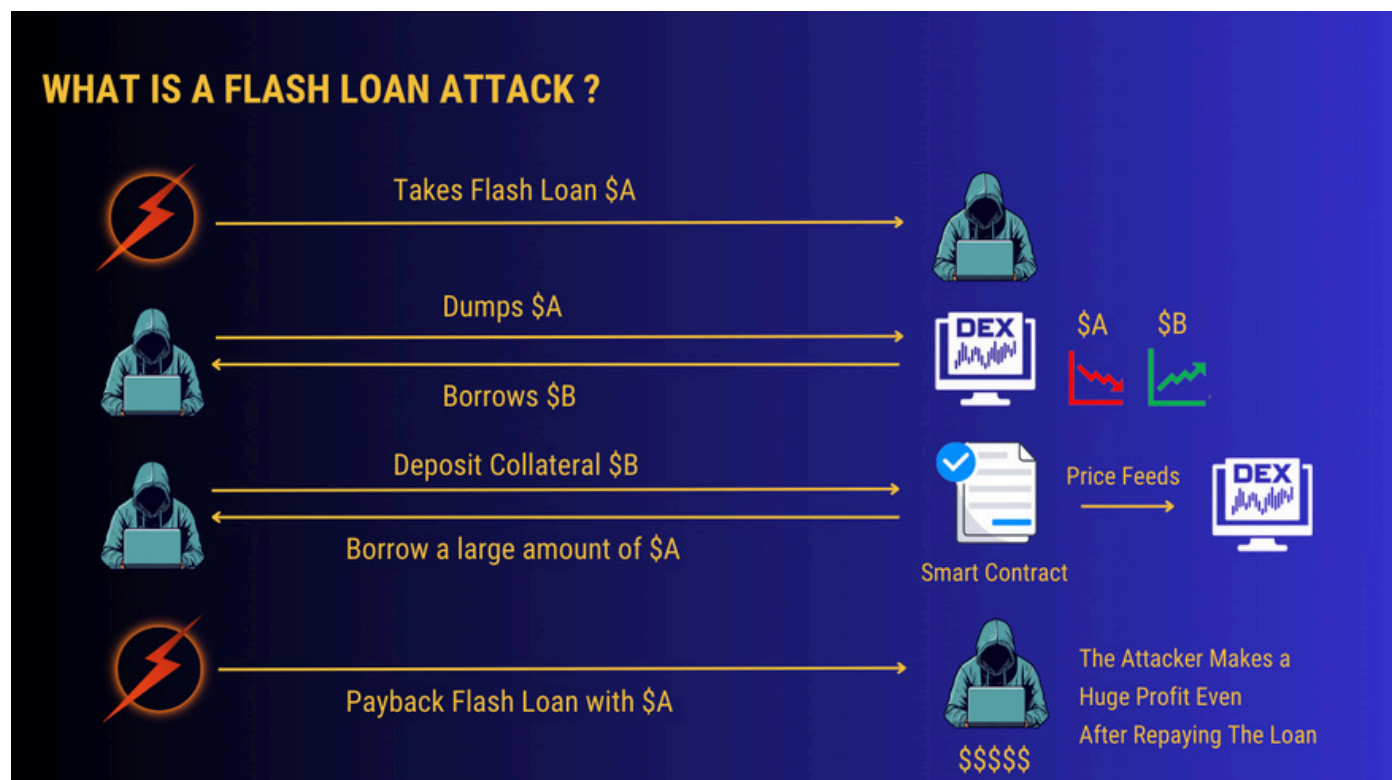 WHAT IS A FLASH LOAN ATTACK ?
Takes Flash Loan $A
Dumps $A
DEX
$A
$B
Borrows $B
Deposit Collateral $B
Price Feeds
DEX
Borrow a large amount of $A
Smart Contract
Payback Flash Loan with $A
The Attacker Makes a
Huge Profit Even
After Repaying The Loan
$$$$$